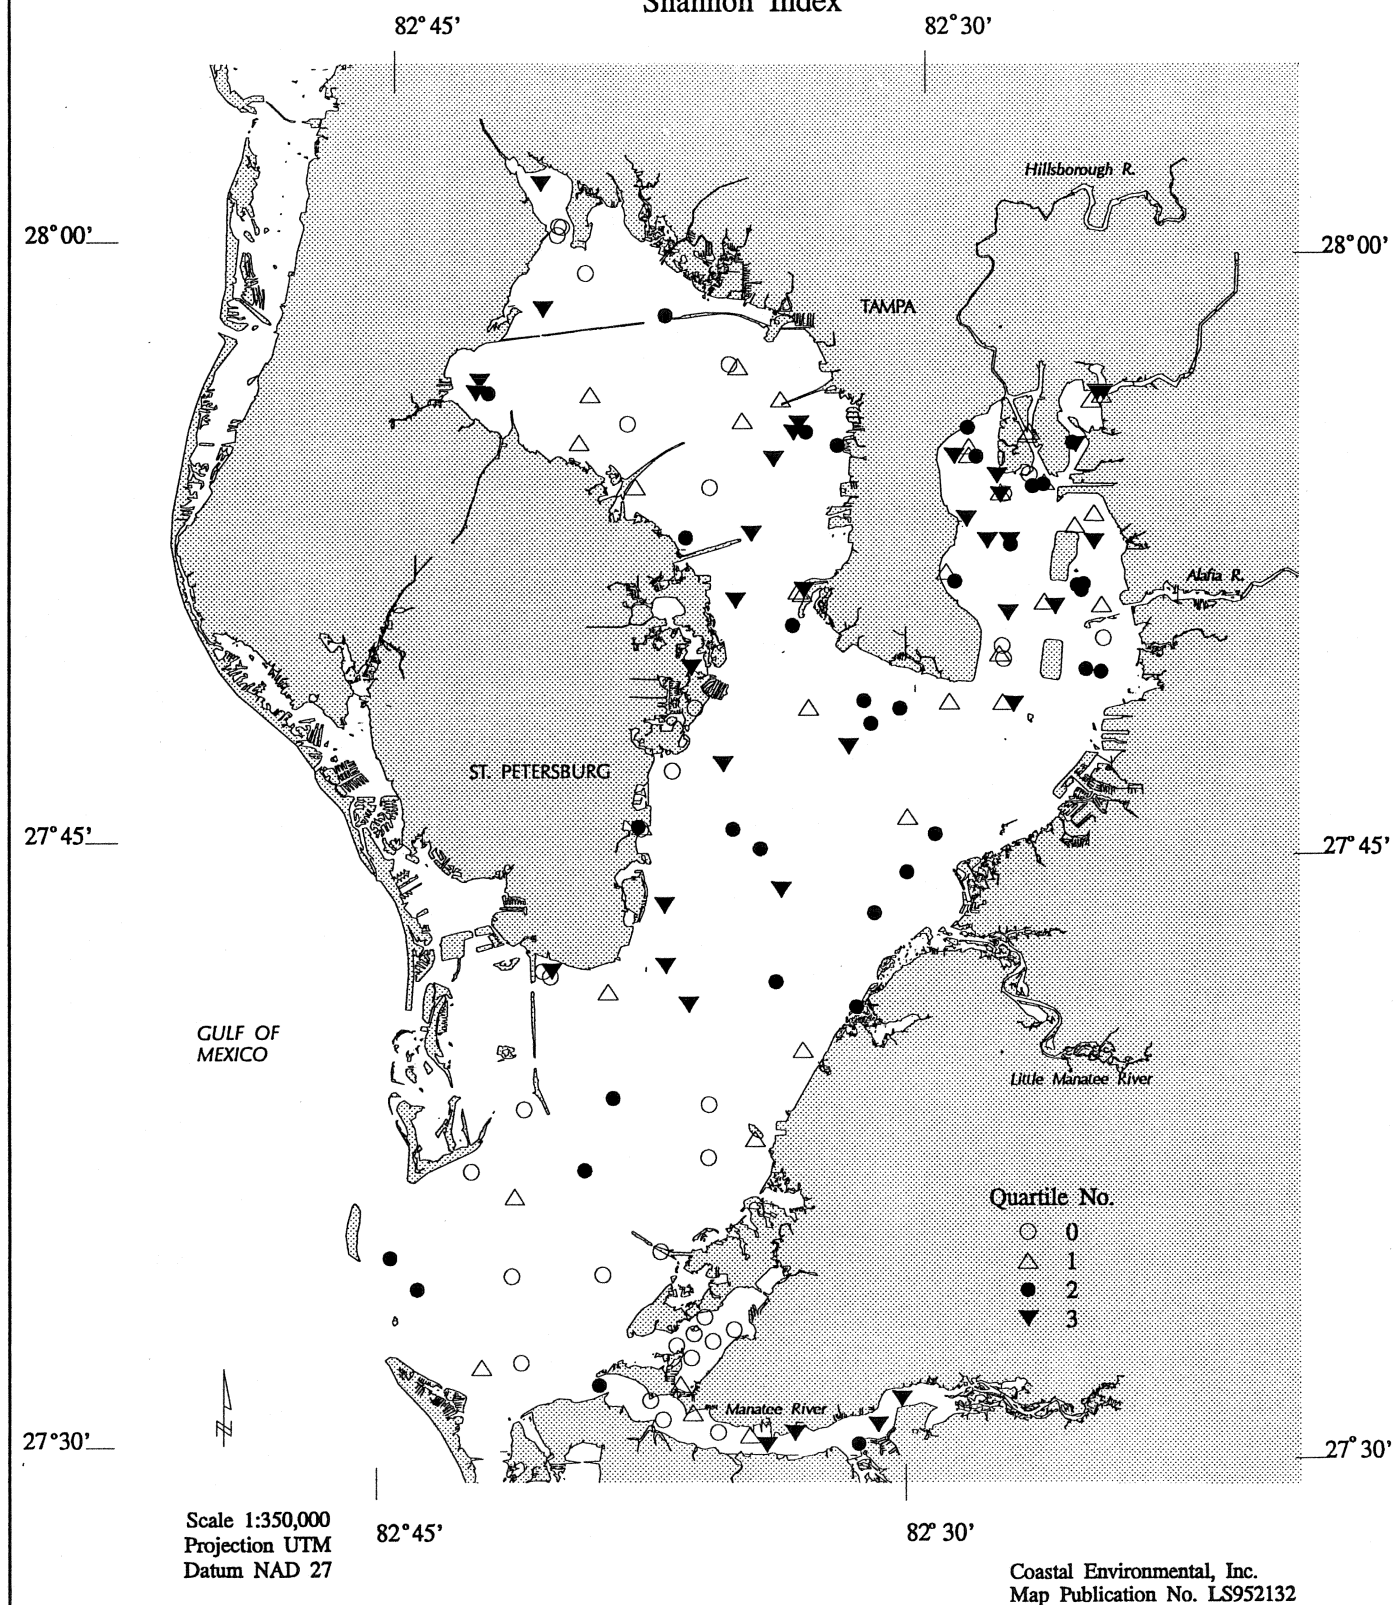 Shannon Index
82°45'
82°30'
Hillsborough R.
28°00'
28°00'
TAMPA
Alafia R.
ST. PETERSBURG
27°45'
27°45'
GULF OF
MEXICO
Little Manatee River
Quartile No.
0
1
2
3
Manatee River
N
27°30'
27°30'
82°45'
82°30'
Scale 1:350,000
Projection UTM
Datum NAD 27
Coastal Environmental, Inc.
Map Publication No. LS952132